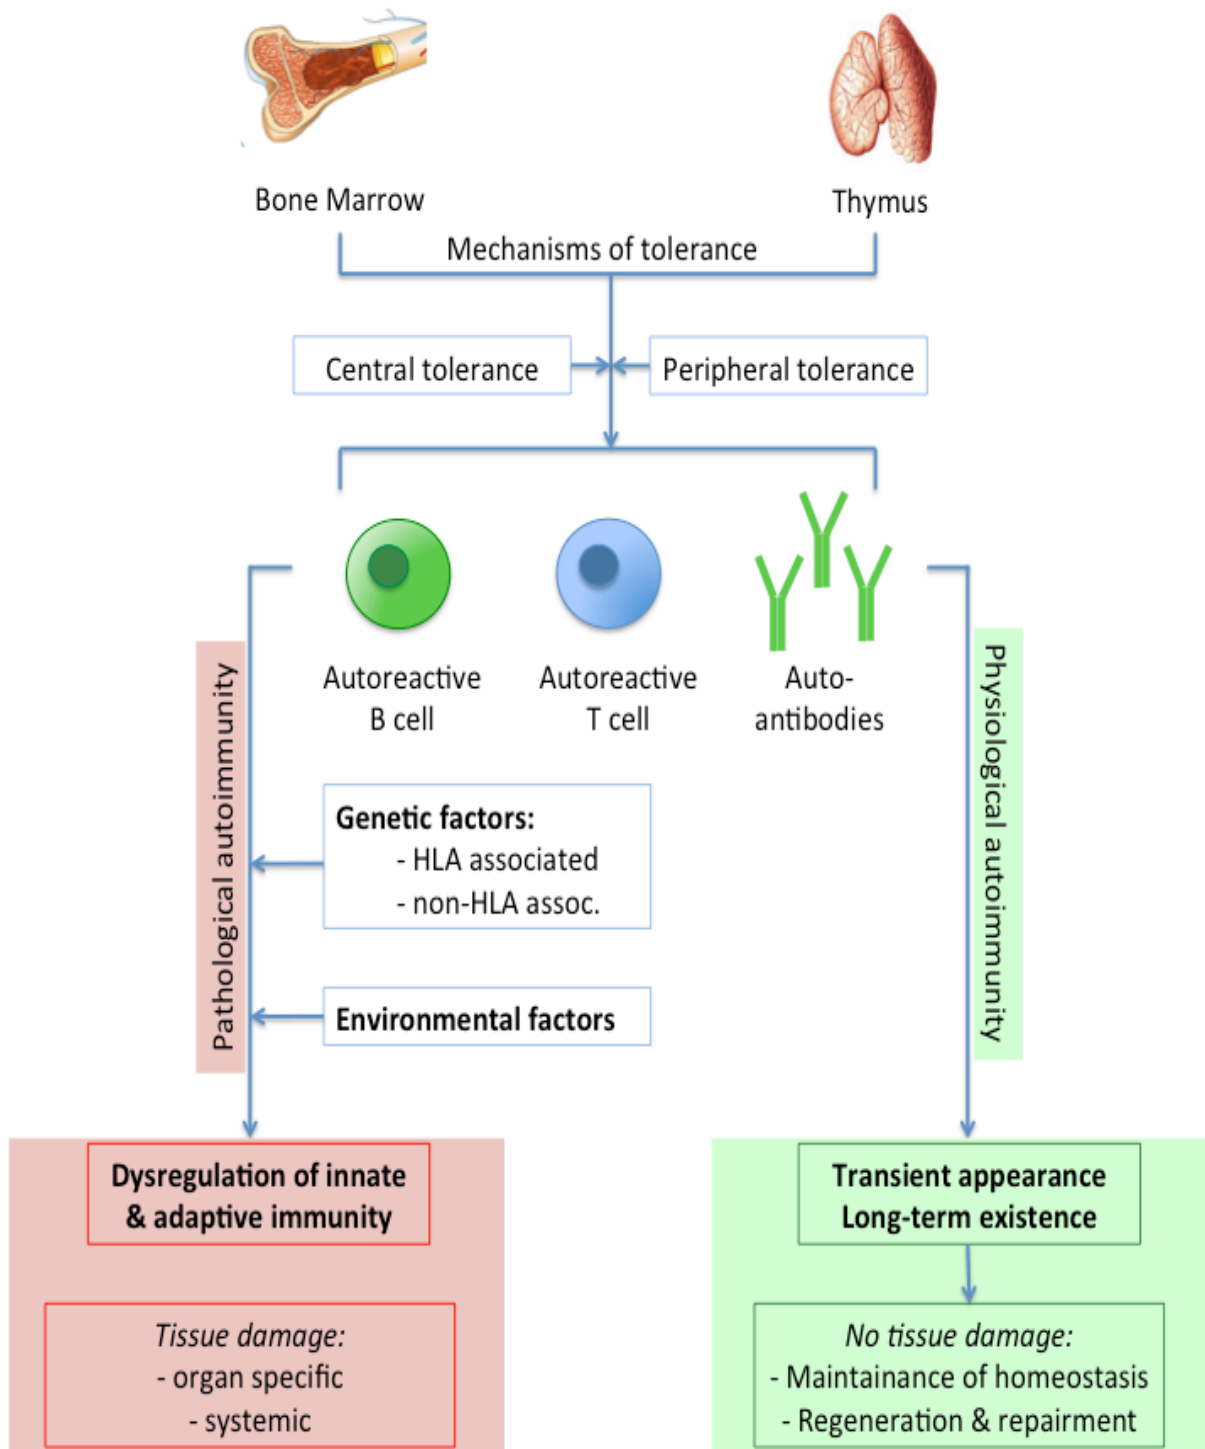 Bone Marrow
Thymus
Mechanisms of tolerance
Central tolerance
Peripheral tolerance
Autoreactive
B cell
Autoreactive
T cell
Auto-
antibodies
Pathological autoimmunity
Physiological autoimmunity
Genetic factors:
- HLA associated
- non-HLA assoc.
Environmental factors
Dysregulation of innate
& adaptive immunity
Tissue damage:
- organ specific
- systemic
Transient appearance
Long-term existence
No tissue damage:
- Maintainance of homeostasis
- Regeneration & repairment